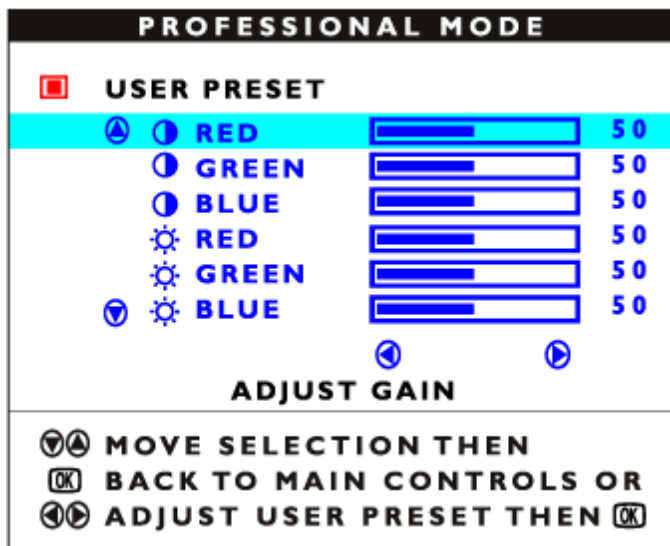 PROFESSIONAL MODE
USER PRESET
RED 50
GREEN 50
BLUE 50
RED 50
GREEN 50
BLUE 50
ADJUST GAIN
MOVE SELECTION THEN
OK BACK TO MAIN CONTROLS OR
ADJUST USER PRESET THEN OK